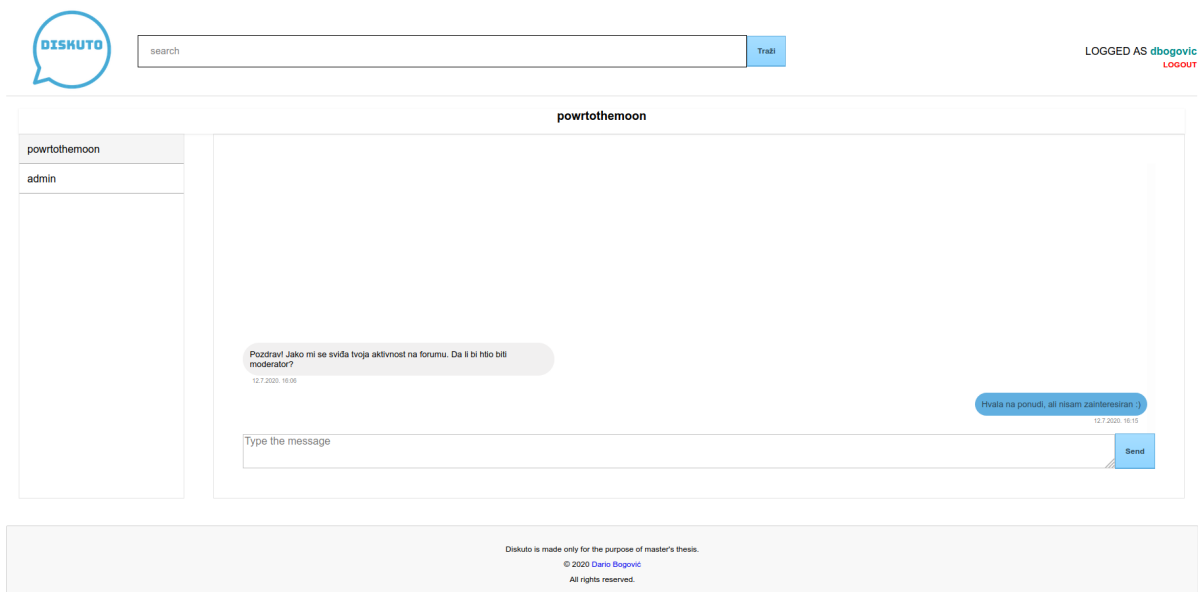 DISKUTO
search
Traži
LOGGED AS dbogovic
LOGOUT
powrtothemoon
powrtothemoon
admin
Pozdrav! Jako mi se sviđa tvoja aktivnost na forumu. Da li bi htio biti
moderator?
12.7.2020. 16:06
Hvala na ponudi, ali nisam zainteresiran :)
12.7.2020. 16:15
Type the message
Send
Diskuto is made only for the purpose of master's thesis.
© 2020 Dario Bogović
All rights reserved.